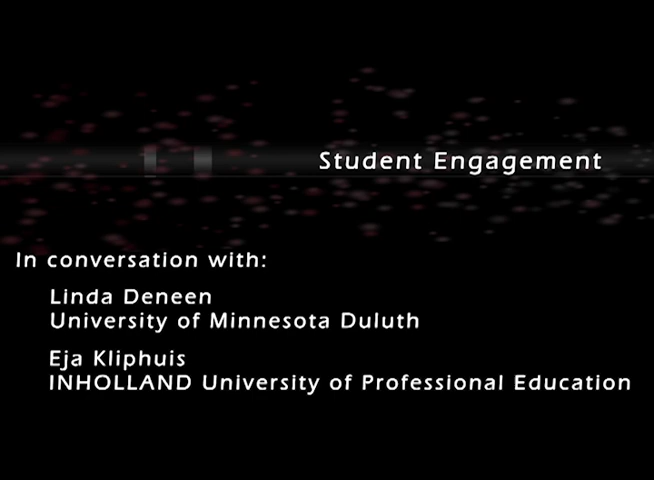 Student Engagement
In conversation with:
Linda Deneen
University of Minnesota Duluth
Eja Kliphuis
INHOLLAND University of Professional Education